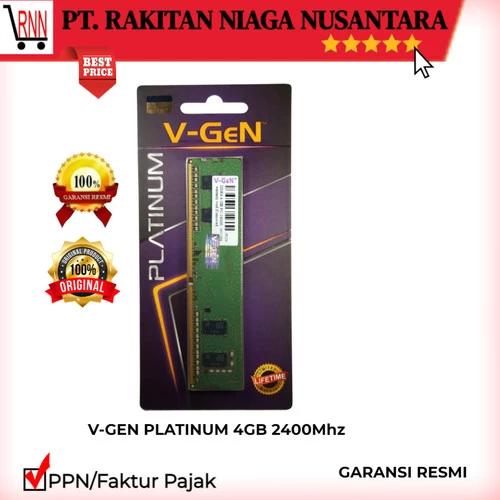 RNN
PT. RAKITAN NIAGA NUSANTARA
BEST
PRICE
V-GeN
PLATINUM
V-GeN
100%
GARANSI RESMI
ORIGINAL PRODUCT
100%
ORIGINAL
LIFETIME
V-GEN PLATINUM 4GB 2400Mhz
PPN/Faktur Pajak
GARANSI RESMI